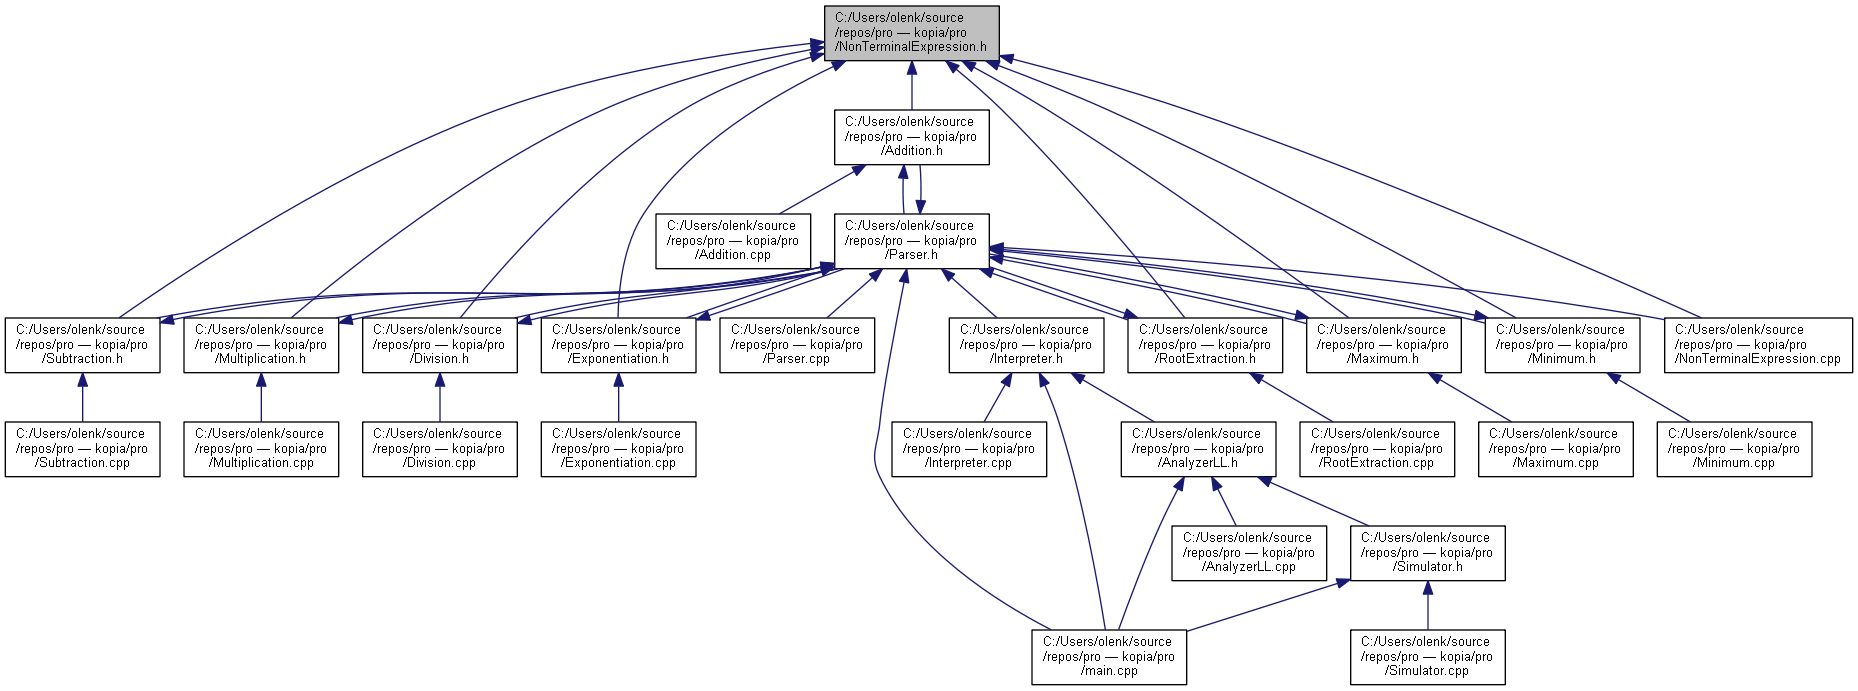 C:/Users/olenk/source
/repos/pro — kopia/pro
/NonTerminalExpression.h
C:/Users/olenk/source
/repos/pro — kopia/pro
/Addition.h
C:/Users/olenk/source
/repos/pro — kopia/pro
/Addition.cpp
C:/Users/olenk/source
/repos/pro — kopia/pro
/Parser.h
C:/Users/olenk/source
/repos/pro — kopia/pro
/Subtraction.h
C:/Users/olenk/source
/repos/pro — kopia/pro
/Multiplication.h
C:/Users/olenk/source
/repos/pro — kopia/pro
/Division.h
C:/Users/olenk/source
/repos/pro — kopia/pro
/Exponentiation.h
C:/Users/olenk/source
/repos/pro — kopia/pro
/Parser.cpp
C:/Users/olenk/source
/repos/pro — kopia/pro
/Interpreter.h
C:/Users/olenk/source
/repos/pro — kopia/pro
/RootExtraction.h
C:/Users/olenk/source
/repos/pro — kopia/pro
/Maximum.h
C:/Users/olenk/source
/repos/pro — kopia/pro
/Minimum.h
C:/Users/olenk/source
/repos/pro — kopia/pro
/NonTerminalExpression.cpp
C:/Users/olenk/source
/repos/pro — kopia/pro
/Subtraction.cpp
C:/Users/olenk/source
/repos/pro — kopia/pro
/Multiplication.cpp
C:/Users/olenk/source
/repos/pro — kopia/pro
/Division.cpp
C:/Users/olenk/source
/repos/pro — kopia/pro
/Exponentiation.cpp
C:/Users/olenk/source
/repos/pro — kopia/pro
/Interpreter.cpp
C:/Users/olenk/source
/repos/pro — kopia/pro
/AnalyzerLL.h
C:/Users/olenk/source
/repos/pro — kopia/pro
/RootExtraction.cpp
C:/Users/olenk/source
/repos/pro — kopia/pro
/Maximum.cpp
C:/Users/olenk/source
/repos/pro — kopia/pro
/Minimum.cpp
C:/Users/olenk/source
/repos/pro — kopia/pro
/AnalyzerLL.cpp
C:/Users/olenk/source
/repos/pro — kopia/pro
/Simulator.h
C:/Users/olenk/source
/repos/pro — kopia/pro
/main.cpp
C:/Users/olenk/source
/repos/pro — kopia/pro
/Simulator.cpp